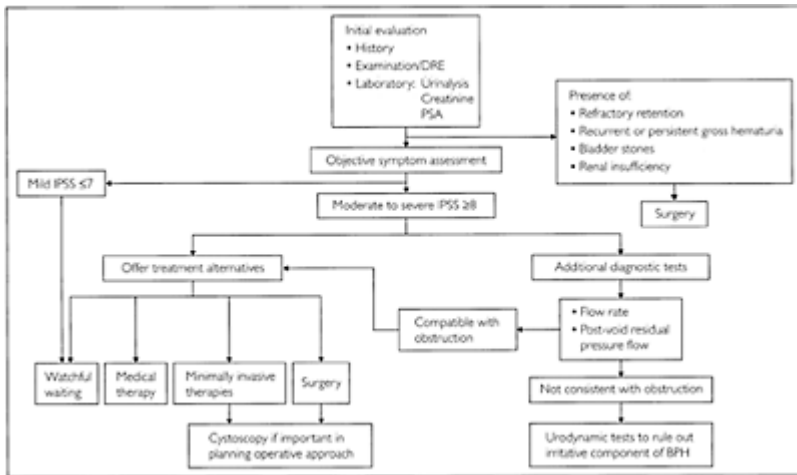 Initial evaluation
• History
• Examination/DRE
• Laboratory: Urinalysis
Creatinine
PSA
Presence of:
• Refractory retention
• Recurrent or persistent gross hematuria
• Bladder stones
• Renal insufficiency
Objective symptom assessment
Mild IPSS ≤7
Moderate to severe IPSS ≥8
Surgery
Offer treatment alternatives
Additional diagnostic tests
Compatible with
obstruction
• Flow rate
• Post-void residual
pressure flow
Watchful
waiting
Medical
therapy
Minimally invasive
therapies
Surgery
Not consistent with obstruction
Cystoscopy if important in
planning operative approach
Urodynamic tests to rule out
irritative component of BPH